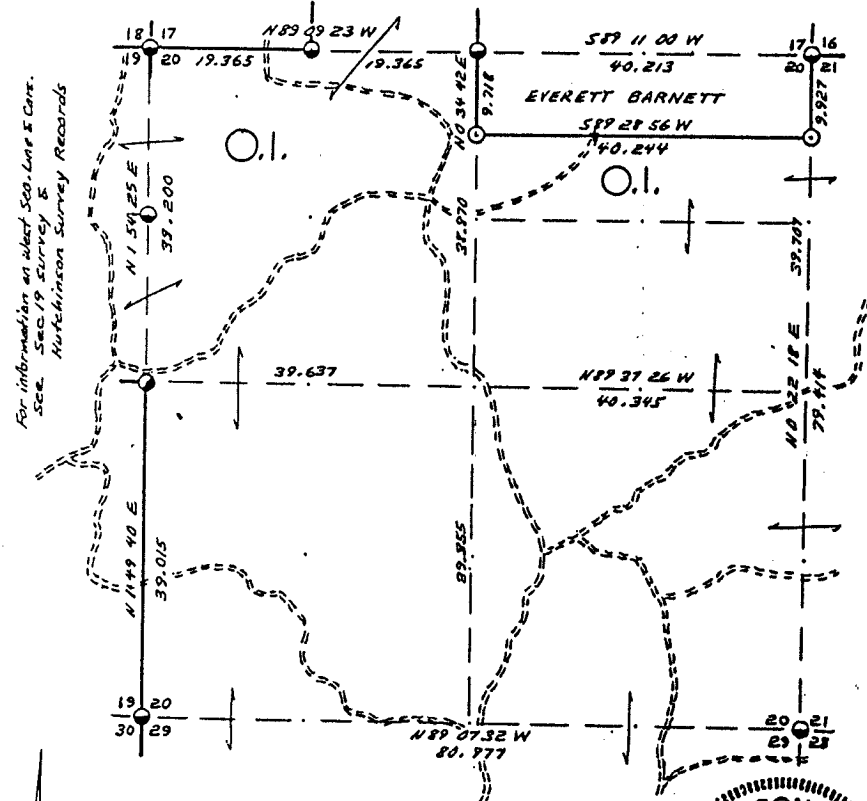 18 17
19 20
N89 09 23 W
19.365
19.365
S89 11 00 W
40.213
17 16
20 21
N0 34 42 E
9.718
EVERETT BARNETT
9.927
S89 28 56 W
40.244
O.I.
O.I.
For information on West Sec. Line & Cors.
see Sec 19 survey &
Hutchinson Survey Records
N 1 54 25 E
39.200
38.970
39.707
39.637
N89 37 26 W
40.345
N0 22 18 E
79.414
N 1 49 40 E
39.015
39.355
19 20
30 29
N89 07 32 W
80.977
20 21
29 28